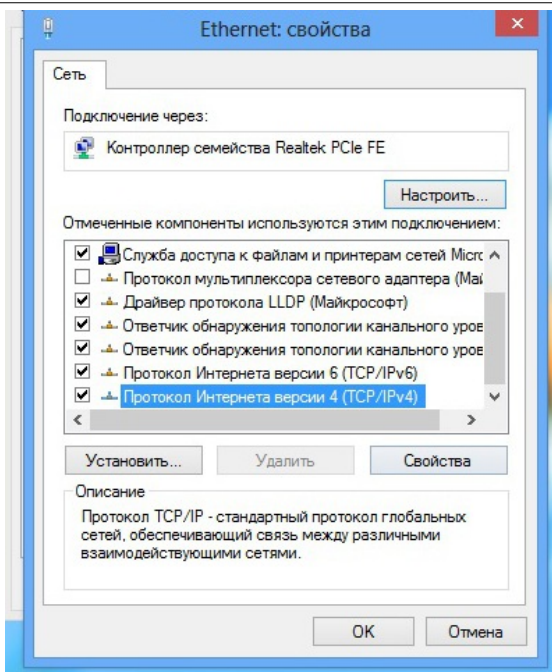 Ethernet: свойства
Сеть
Подключение через:
Контроллер семейства Realtek PCIe FE
Настроить...
Отмеченные компоненты используются этим подключением:
Служба доступа к файлам и принтерам сетей Micrc
Протокол мультиплексора сетевого адаптера (Май
Драйвер протокола LLDP (Майкрософт)
Ответчик обнаружения топологии канального уров
Ответчик обнаружения топологии канального уров
Протокол Интернета версии 6 (TCP/IPv6)
Протокол Интернета версии 4 (TCP/IPv4)
Установить... Удалить Свойства
Описание
Протокол TCP/IP - стандартный протокол глобальных
сетей, обеспечивающий связь между различными
взаимодействующими сетями.
OK Отмена